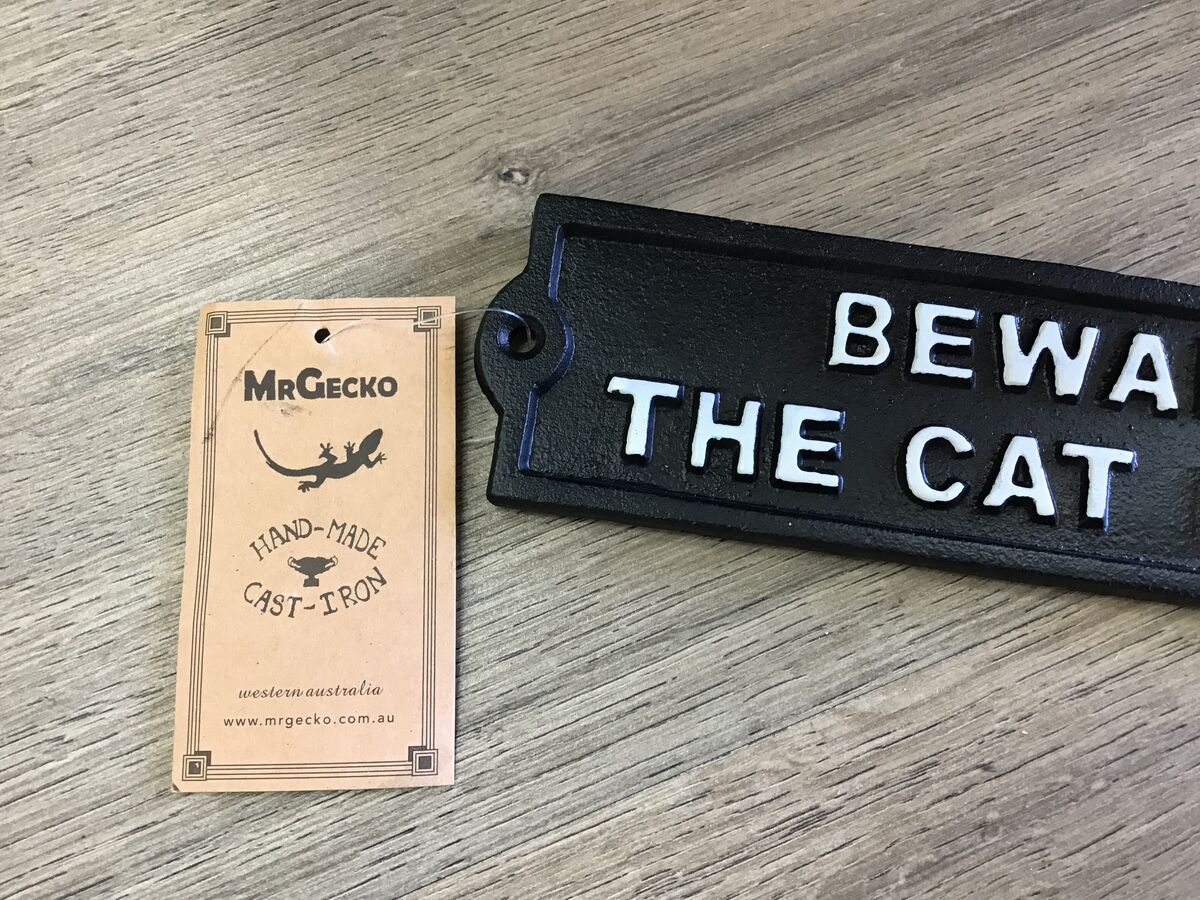 MRGECKO
HAND-MADE
CAST-IRON
western australia
www.mrgecko.com.au
BEWA
THE CAT